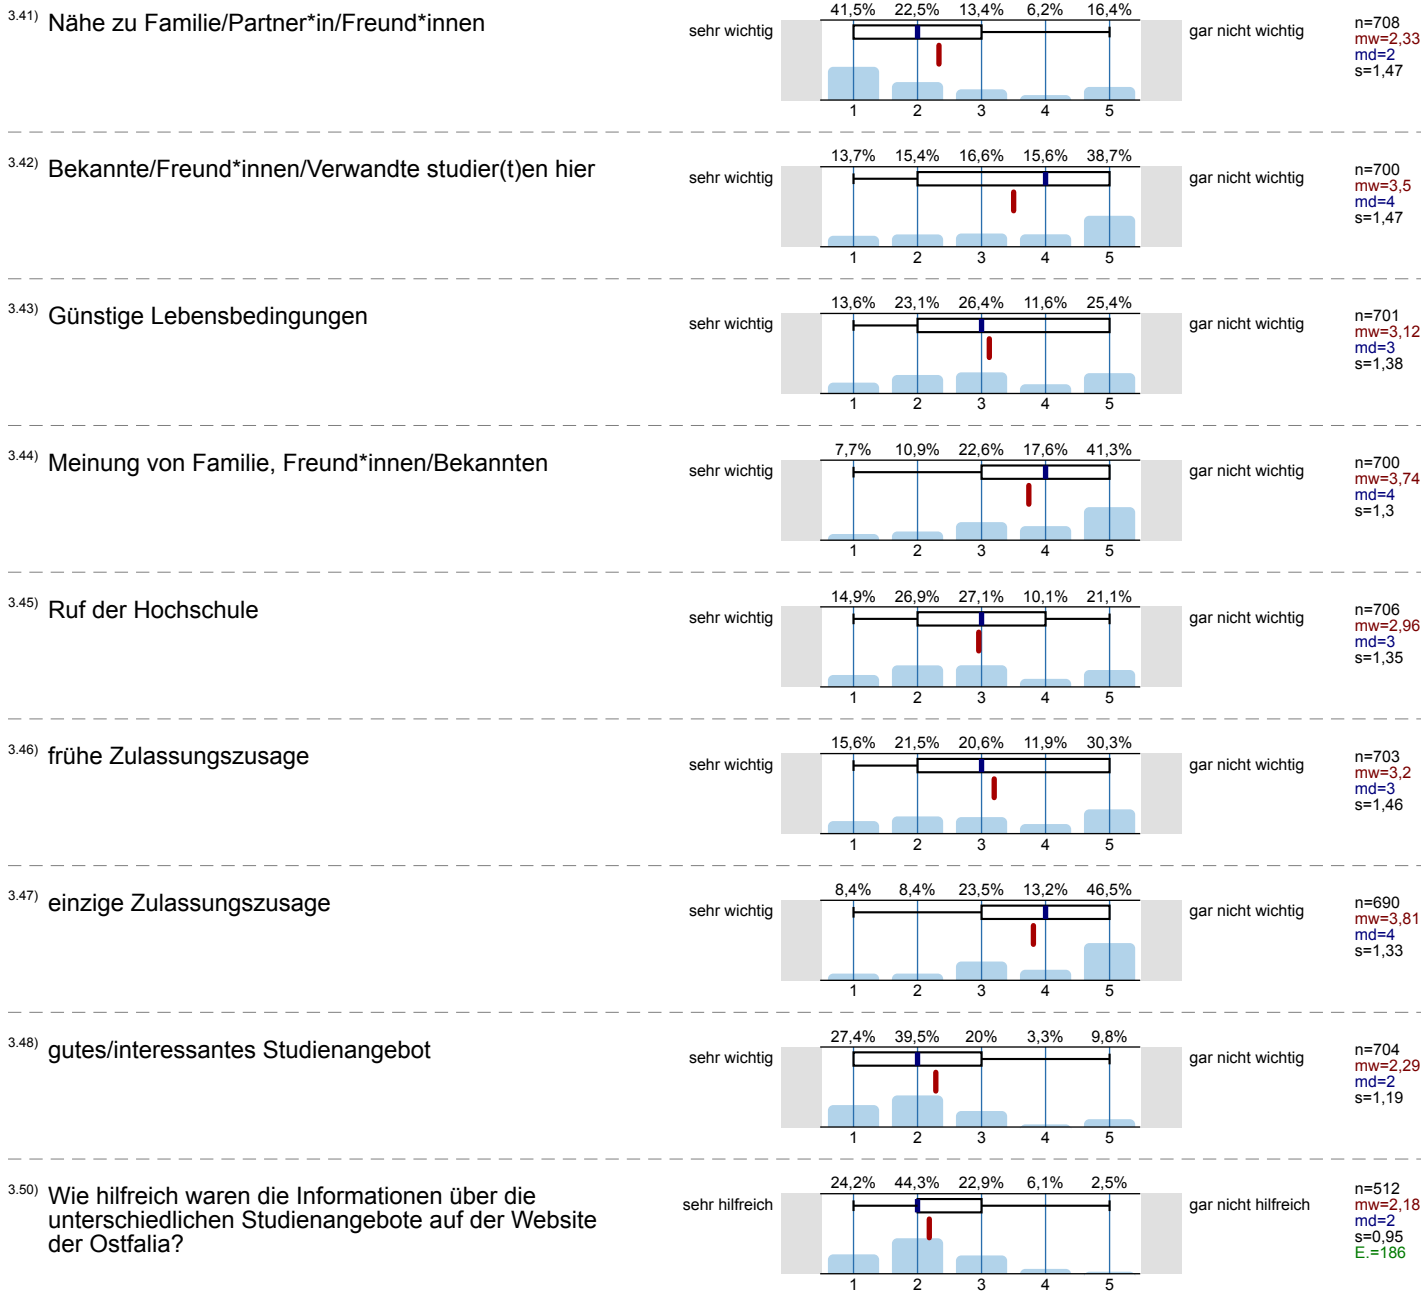 3.41) Nähe zu Familie/Partner*in/Freund*innen
41,5% 22,5% 13,4% 6,2% 16,4%
sehr wichtig
gar nicht wichtig
n=708
mw=2,33
md=2
s=1,47
1 2 3 4 5
3.42) Bekannte/Freund*innen/Verwandte studier(t)en hier
13,7% 15,4% 16,6% 15,6% 38,7%
sehr wichtig
gar nicht wichtig
n=700
mw=3,5
md=4
s=1,47
1 2 3 4 5
3.43) Günstige Lebensbedingungen
13,6% 23,1% 26,4% 11,6% 25,4%
sehr wichtig
gar nicht wichtig
n=701
mw=3,12
md=3
s=1,38
1 2 3 4 5
3.44) Meinung von Familie, Freund*innen/Bekannten
7,7% 10,9% 22,6% 17,6% 41,3%
sehr wichtig
gar nicht wichtig
n=700
mw=3,74
md=4
s=1,3
1 2 3 4 5
3.45) Ruf der Hochschule
14,9% 26,9% 27,1% 10,1% 21,1%
sehr wichtig
gar nicht wichtig
n=706
mw=2,96
md=3
s=1,35
1 2 3 4 5
3.46) frühe Zulassungszusage
15,6% 21,5% 20,6% 11,9% 30,3%
sehr wichtig
gar nicht wichtig
n=703
mw=3,2
md=3
s=1,46
1 2 3 4 5
3.47) einzige Zulassungszusage
8,4% 8,4% 23,5% 13,2% 46,5%
sehr wichtig
gar nicht wichtig
n=690
mw=3,81
md=4
s=1,33
1 2 3 4 5
3.48) gutes/interessantes Studienangebot
27,4% 39,5% 20% 3,3% 9,8%
sehr wichtig
gar nicht wichtig
n=704
mw=2,29
md=2
s=1,19
1 2 3 4 5
3.50) Wie hilfreich waren die Informationen über die
unterschiedlichen Studienangebote auf der Website
der Ostfalia?
24,2% 44,3% 22,9% 6,1% 2,5%
sehr hilfreich
gar nicht hilfreich
n=512
mw=2,18
md=2
s=0,95
E.=186
1 2 3 4 5